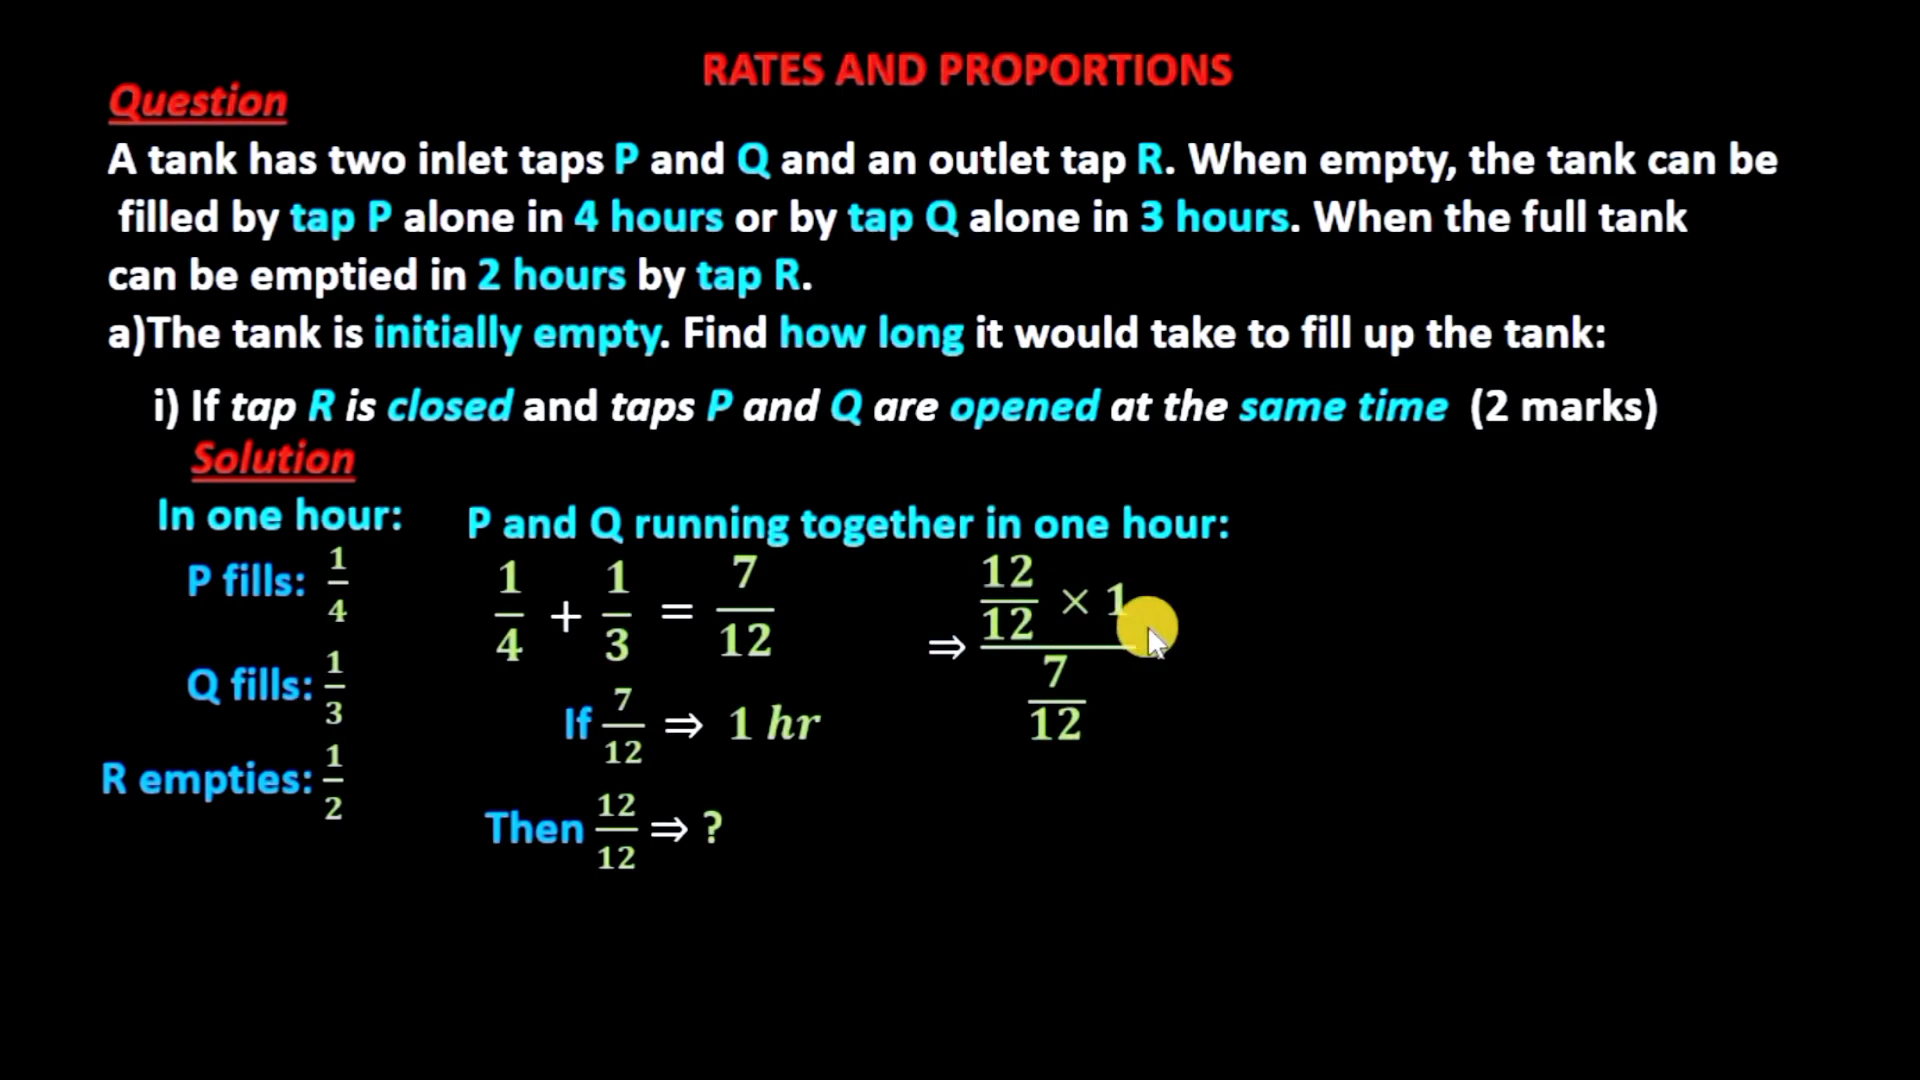 RATES AND PROPORTIONS
Question
A tank has two inlet taps P and Q and an outlet tap R. When empty, the tank can be
filled by tap P alone in 4 hours or by tap Q alone in 3 hours. When the full tank
can be emptied in 2 hours by tap R.
a)The tank is initially empty. Find how long it would take to fill up the tank:
i) If tap R is closed and taps P and Q are opened at the same time (2 marks)
Solution
In one hour:
P fills: 1/4
Q fills: 1/3
R empties: 1/2
P and Q running together in one hour:
1/4 + 1/3 = 7/12
If 7/12 ⇒ 1 hr
Then 12/12 ⇒ ?
⇒ (12/12 × 1)/(7/12)